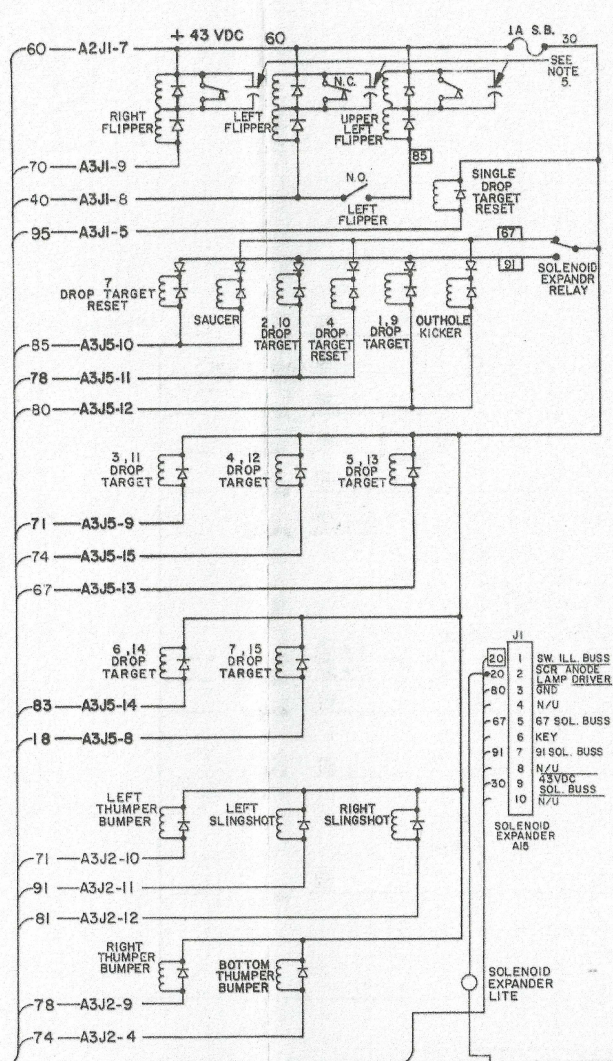 + 43 VDC 60
1A S.B.
30
60 A2J1-7
SEE
NOTE
5.
N.C.
RIGHT
FLIPPER
LEFT
FLIPPER
UPPER
LEFT
FLIPPER
70 A3J1-9
85
40 A3J1-8
N.O.
LEFT
FLIPPER
SINGLE
DROP
TARGET
RESET
95 A3J1-5
67
91
SOLENOID
EXPANDR
RELAY
7
DROP TARGET
RESET
SAUCER
2,10
DROP
TARGET
4
DROP
TARGET
RESET
1,9
DROP
TARGET
OUTHOLE
KICKER
85 A3J5-10
78 A3J5-11
80 A3J5-12
3,11
DROP
TARGET
4,12
DROP
TARGET
5,13
DROP
TARGET
71 A3J5-9
74 A3J5-15
67 A3J5-13
6,14
DROP
TARGET
7,15
DROP
TARGET
83 A3J5-14
18 A3J5-8
J1
20 1 SW. ILL. BUSS
20 2 SCR ANODE
LAMP DRIVER
80 3 GND
4 N/U
67 5 67 SOL. BUSS
6 KEY
91 7 91 SOL. BUSS
8 N/U
30 9 43VDC
SOL. BUSS
10 N/U
SOLENOID
EXPANDER
A15
LEFT
THUMPER
BUMPER
LEFT
SLINGSHOT
RIGHT
SLINGSHOT
71 A3J2-10
91 A3J2-11
81 A3J2-12
RIGHT
THUMPER
BUMPER
BOTTOM
THUMPER
BUMPER
SOLENOID
EXPANDER
LITE
78 A3J2-9
74 A3J2-4